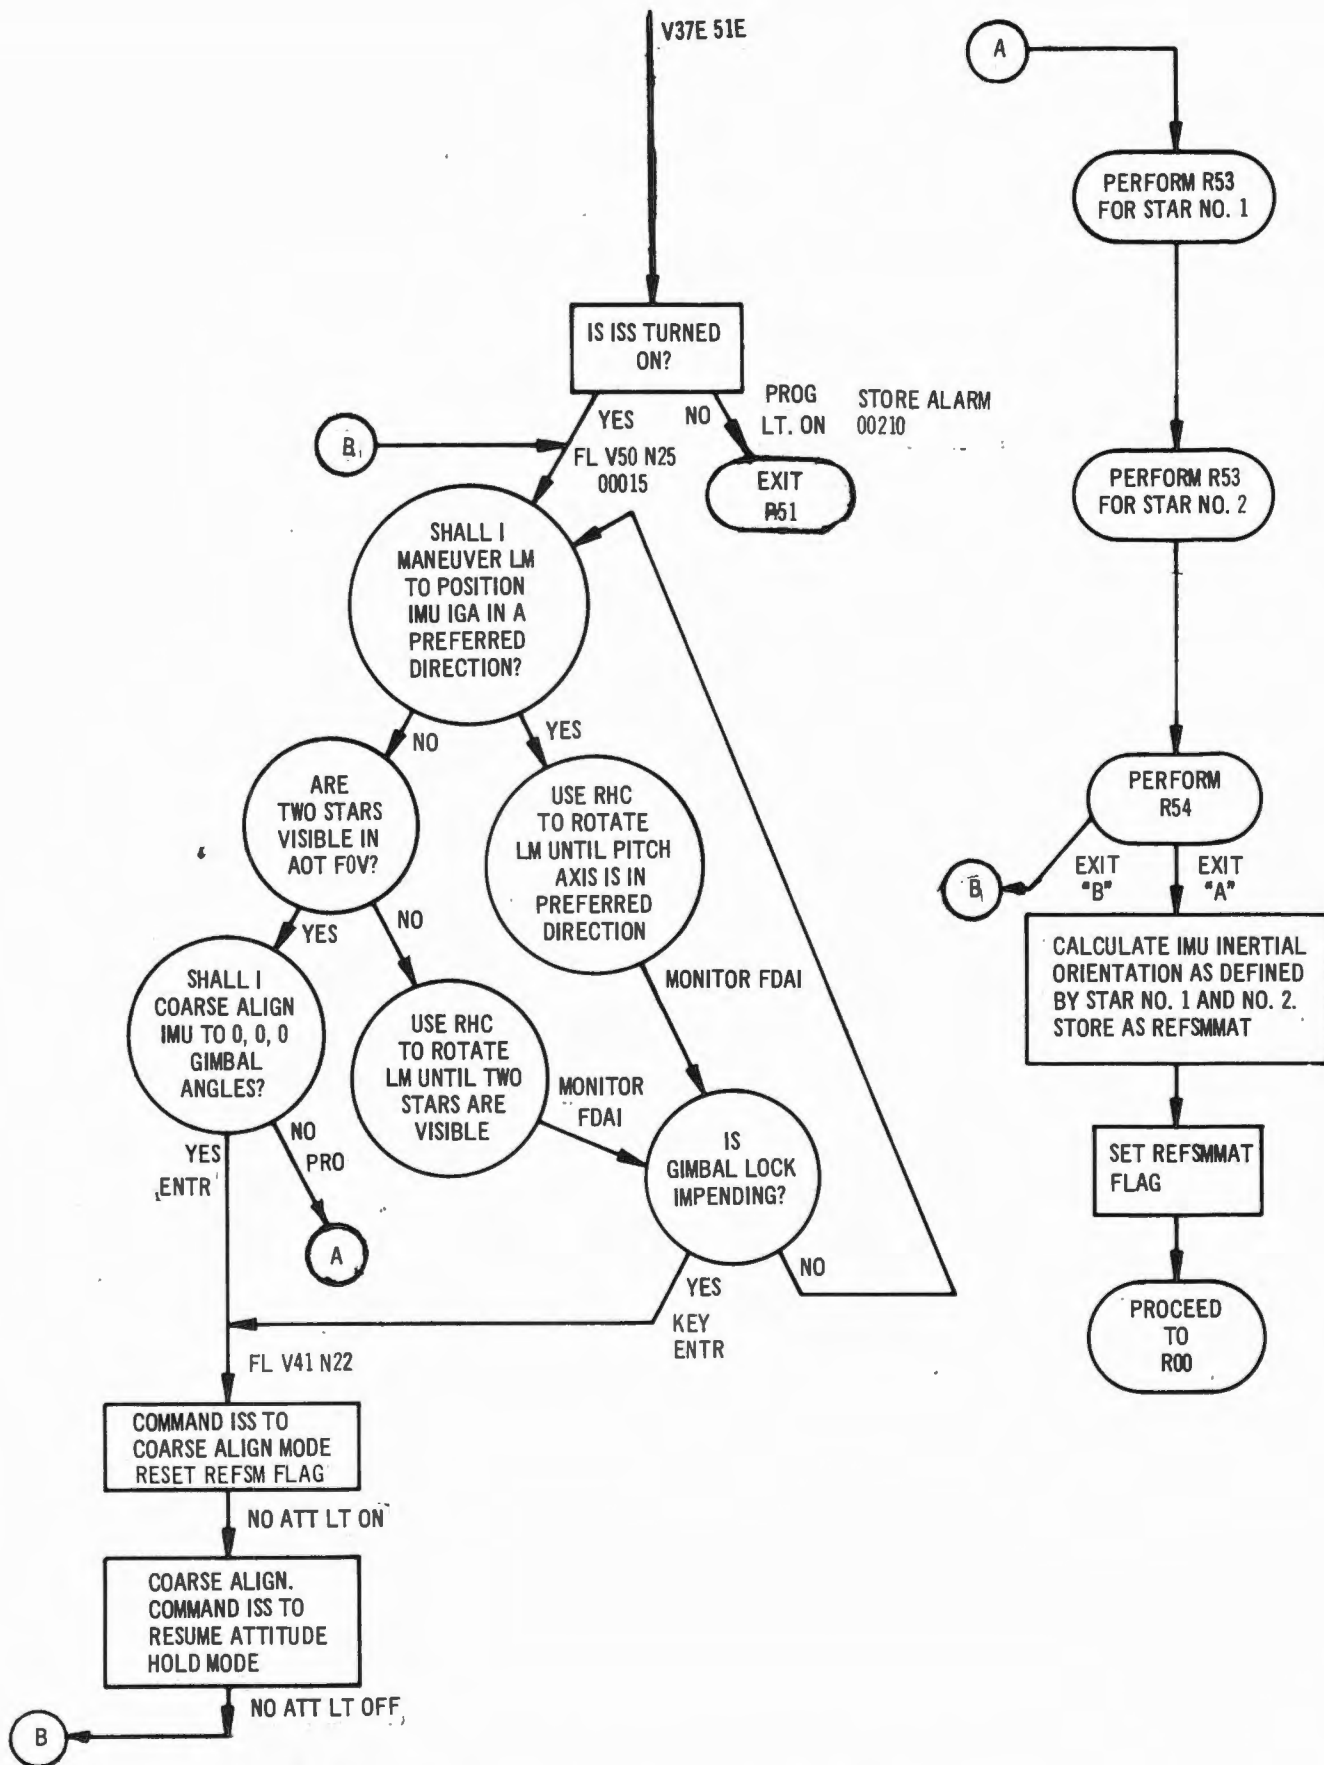 V37E 51E
IS ISS TURNED
ON?
YES
NO
PROG
LT. ON
STORE ALARM
00210
B
FL V50 N25
00015
EXIT
P51
SHALL I
MANEUVER LM
TO POSITION
IMU IGA IN A
PREFERRED
DIRECTION?
NO
YES
ARE
TWO STARS
VISIBLE IN
AOT FOV?
USE RHC
TO ROTATE
LM UNTIL PITCH
AXIS IS IN
PREFERRED
DIRECTION
YES
NO
MONITOR FDAI
SHALL I
COARSE ALIGN
IMU TO 0, 0, 0
GIMBAL
ANGLES?
USE RHC
TO ROTATE
LM UNTIL TWO
STARS ARE
VISIBLE
MONITOR
FDAI
IS
GIMBAL LOCK
IMPENDING?
YES
ENTR
NO
PRO
A
YES
KEY
ENTR
NO
FL V41 N22
COMMAND ISS TO
COARSE ALIGN MODE
RESET REFSM FLAG
NO ATT LT ON
COARSE ALIGN.
COMMAND ISS TO
RESUME ATTITUDE
HOLD MODE
NO ATT LT OFF
B
A
PERFORM R53
FOR STAR NO. 1
PERFORM R53
FOR STAR NO. 2
PERFORM
R54
B
EXIT
"B"
EXIT
"A"
CALCULATE IMU INERTIAL
ORIENTATION AS DEFINED
BY STAR NO. 1 AND NO. 2.
STORE AS REFSMMAT
SET REFSMMAT
FLAG
PROCEED
TO
R00